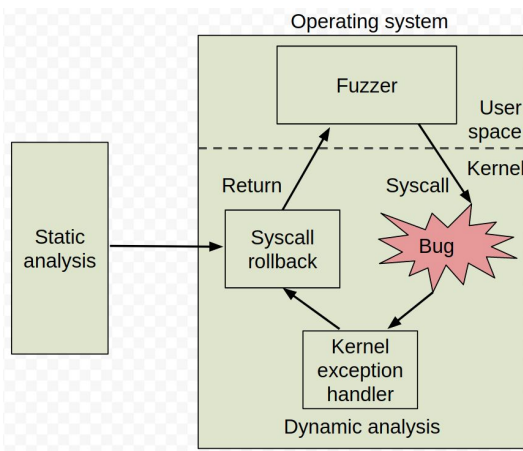 Operating system
Fuzzer
User
space
Kernel
Return
Syscall
Static
analysis
Syscall
rollback
Bug
Kernel
exception
handler
Dynamic analysis